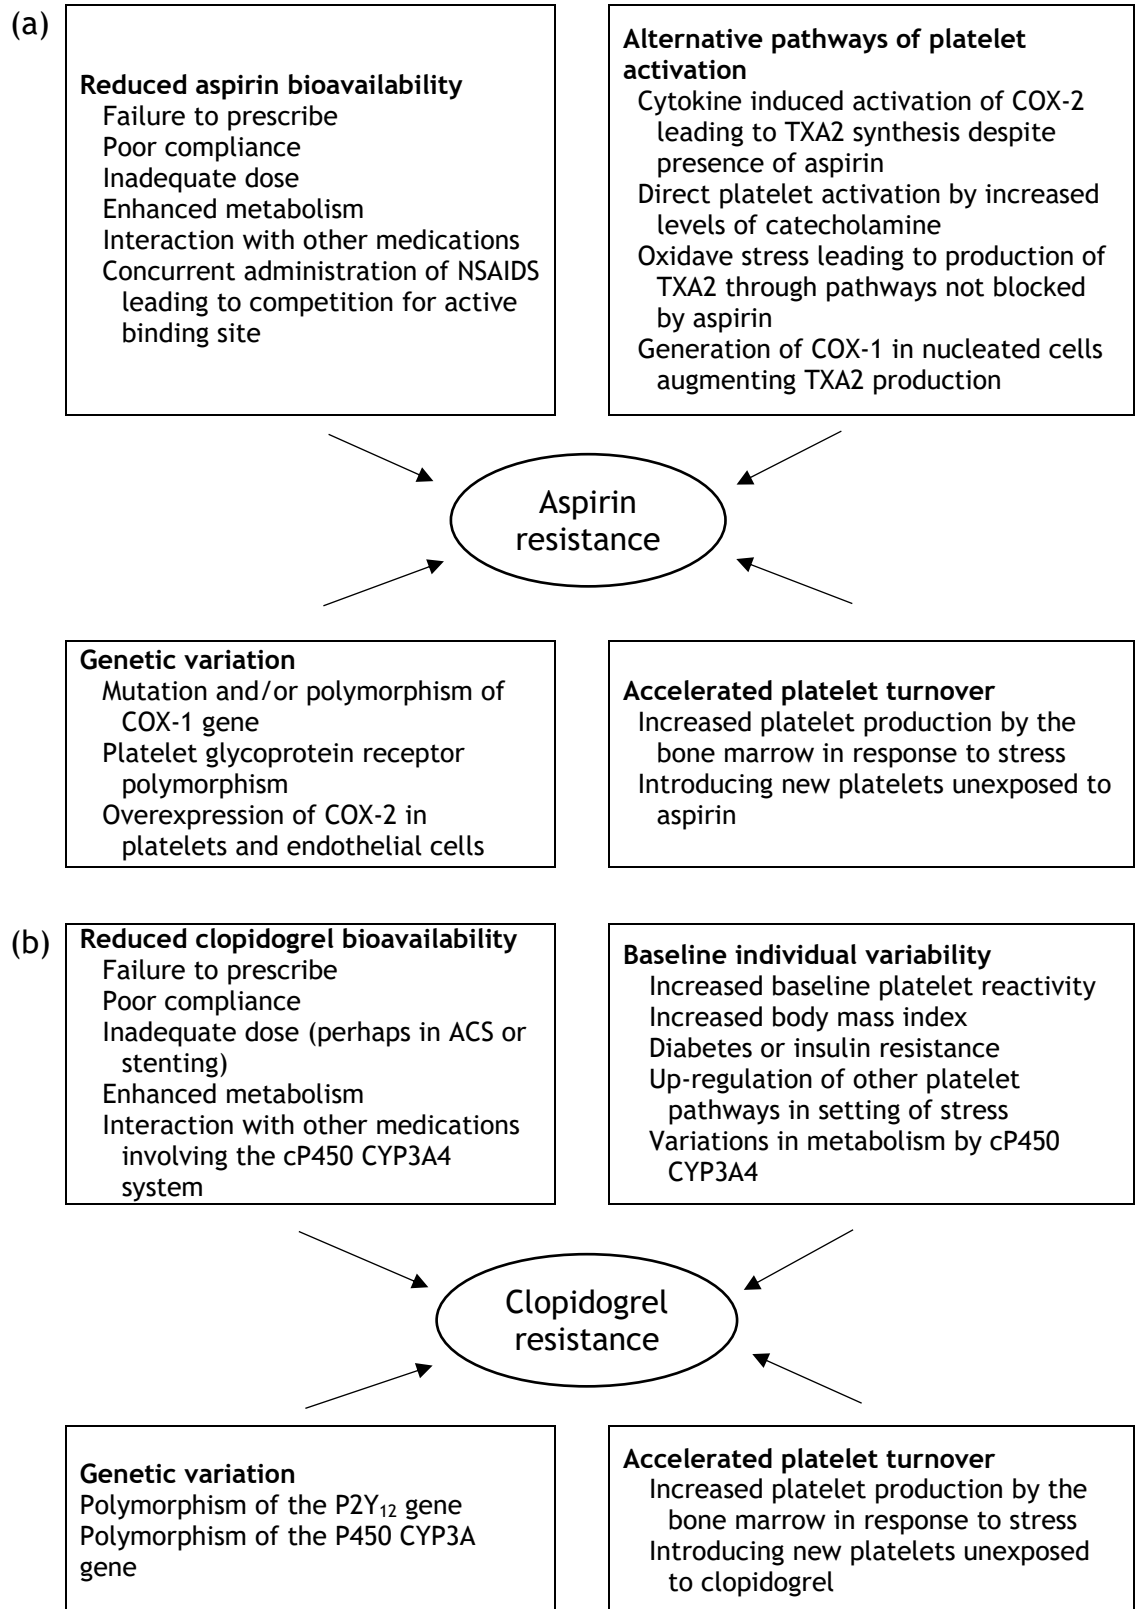 (a)
Reduced aspirin bioavailability
Failure to prescribe
Poor compliance
Inadequate dose
Enhanced metabolism
Interaction with other medications
Concurrent administration of NSAIDS
leading to competition for active
binding site
Alternative pathways of platelet
activation
Cytokine induced activation of COX-2
leading to TXA2 synthesis despite
presence of aspirin
Direct platelet activation by increased
levels of catecholamine
Oxidave stress leading to production of
TXA2 through pathways not blocked
by aspirin
Generation of COX-1 in nucleated cells
augmenting TXA2 production
Aspirin
resistance
Genetic variation
Mutation and/or polymorphism of
COX-1 gene
Platelet glycoprotein receptor
polymorphism
Overexpression of COX-2 in
platelets and endothelial cells
Accelerated platelet turnover
Increased platelet production by the
bone marrow in response to stress
Introducing new platelets unexposed to
aspirin
(b)
Reduced clopidogrel bioavailability
Failure to prescribe
Poor compliance
Inadequate dose (perhaps in ACS or
stenting)
Enhanced metabolism
Interaction with other medications
involving the cP450 CYP3A4
system
Baseline individual variability
Increased baseline platelet reactivity
Increased body mass index
Diabetes or insulin resistance
Up-regulation of other platelet
pathways in setting of stress
Variations in metabolism by cP450
CYP3A4
Clopidogrel
resistance
Genetic variation
Polymorphism of the P2Y₁₂ gene
Polymorphism of the P450 CYP3A
gene
Accelerated platelet turnover
Increased platelet production by the
bone marrow in response to stress
Introducing new platelets unexposed
to clopidogrel